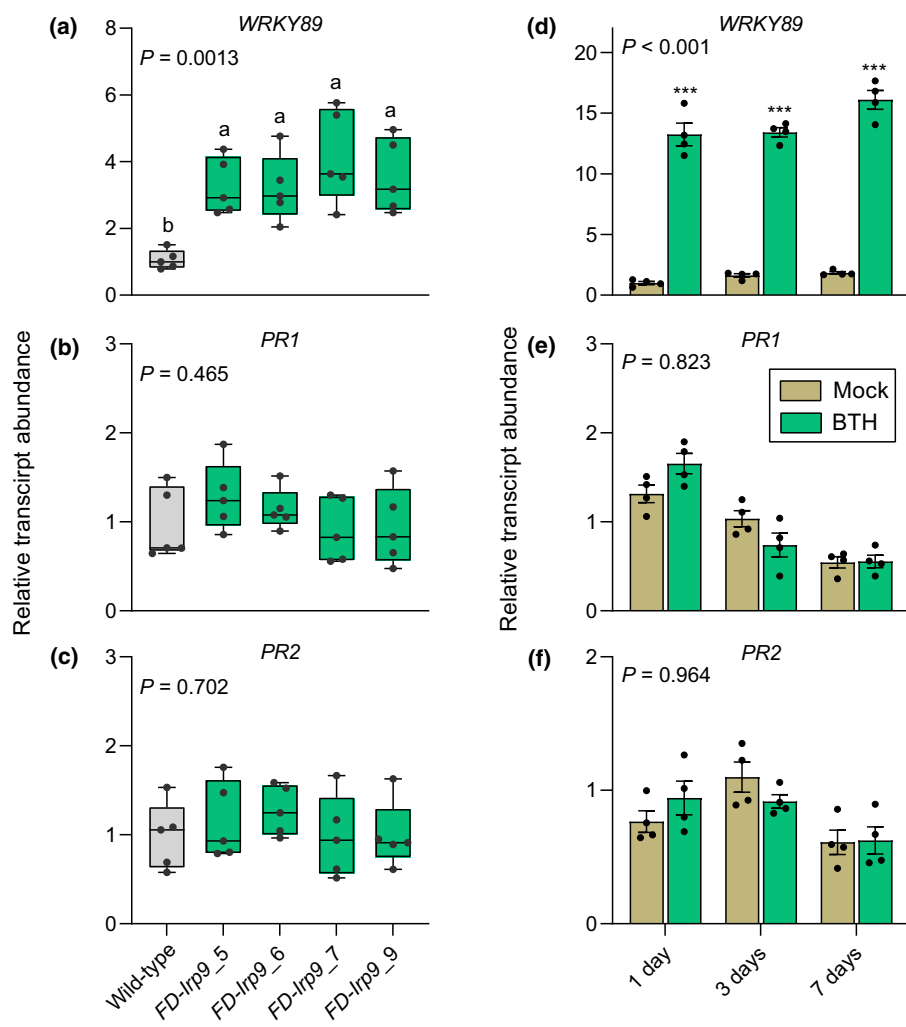 (a) WRKY89
P = 0.0013
8
6
4
2
0
b a a a a
(b) PR1
P = 0.465
3
2
1
0
(c) PR2
P = 0.702
3
2
1
0
Relative transcirpt abundance
Wild-type
FD-lrp9_5
FD-lrp9_6
FD-lrp9_7
FD-lrp9_9
(d) WRKY89
P < 0.001
20
15
10
5
0
*** *** ***
(e) PR1
P = 0.823
3
2
1
0
Mock
BTH
(f) PR2
P = 0.964
2
1
0
Relative transcript abundance
1 day
3 days
7 days